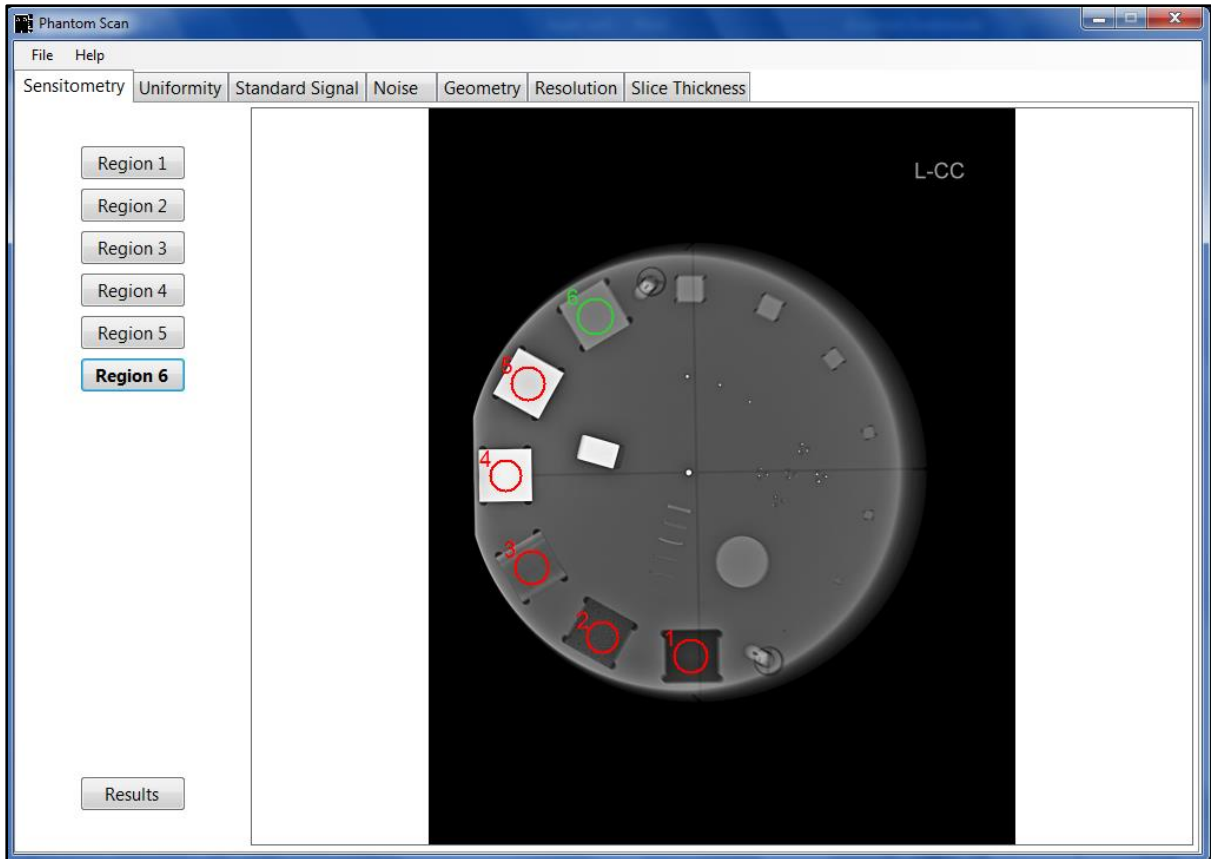 Phantom Scan
File Help
Sensitometry Uniformity Standard Signal Noise Geometry Resolution Slice Thickness
Region 1
Region 2
Region 3
Region 4
Region 5
Region 6
Results
L-CC
6
5
4
3
2
1